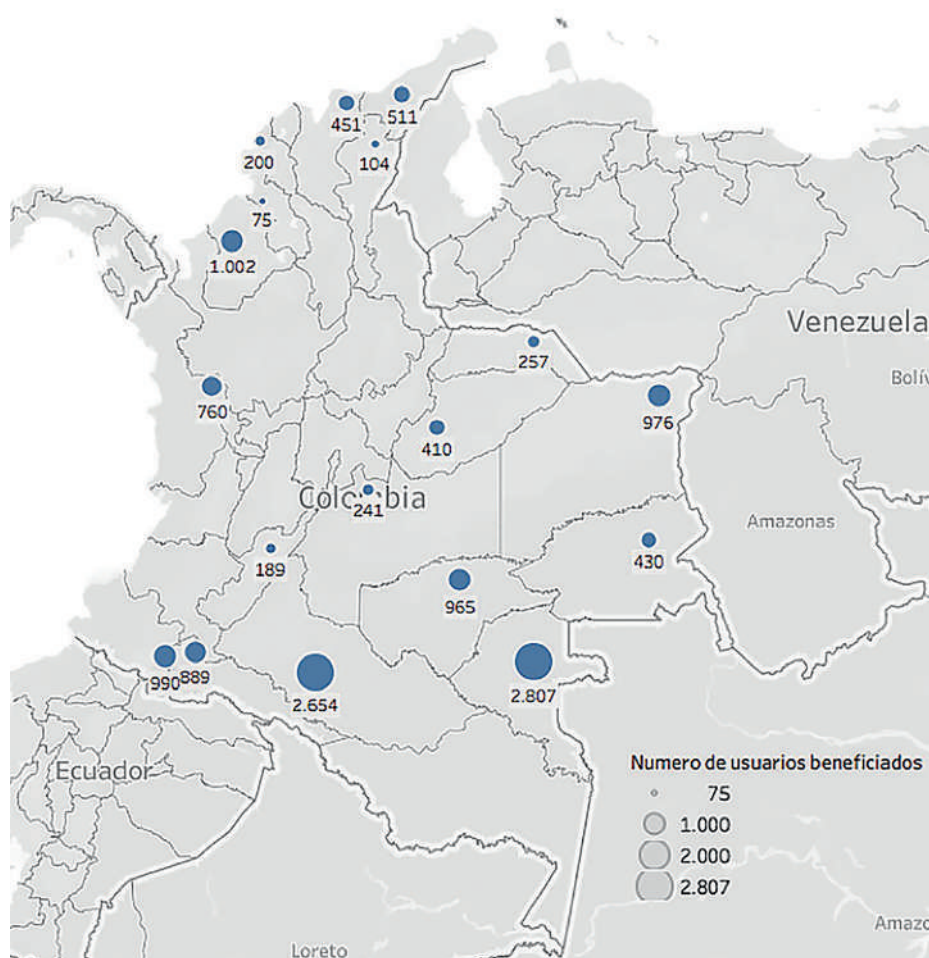 511
451
104
200
75
1.002
Venezuela
257
Bolív
760
976
410
Colombia
241
Amazonas
189
430
965
990
889
2.654
2.807
Numero de usuarios beneficiados
Ecuador
75
1.000
2.000
2.807
Amazo
Loreto